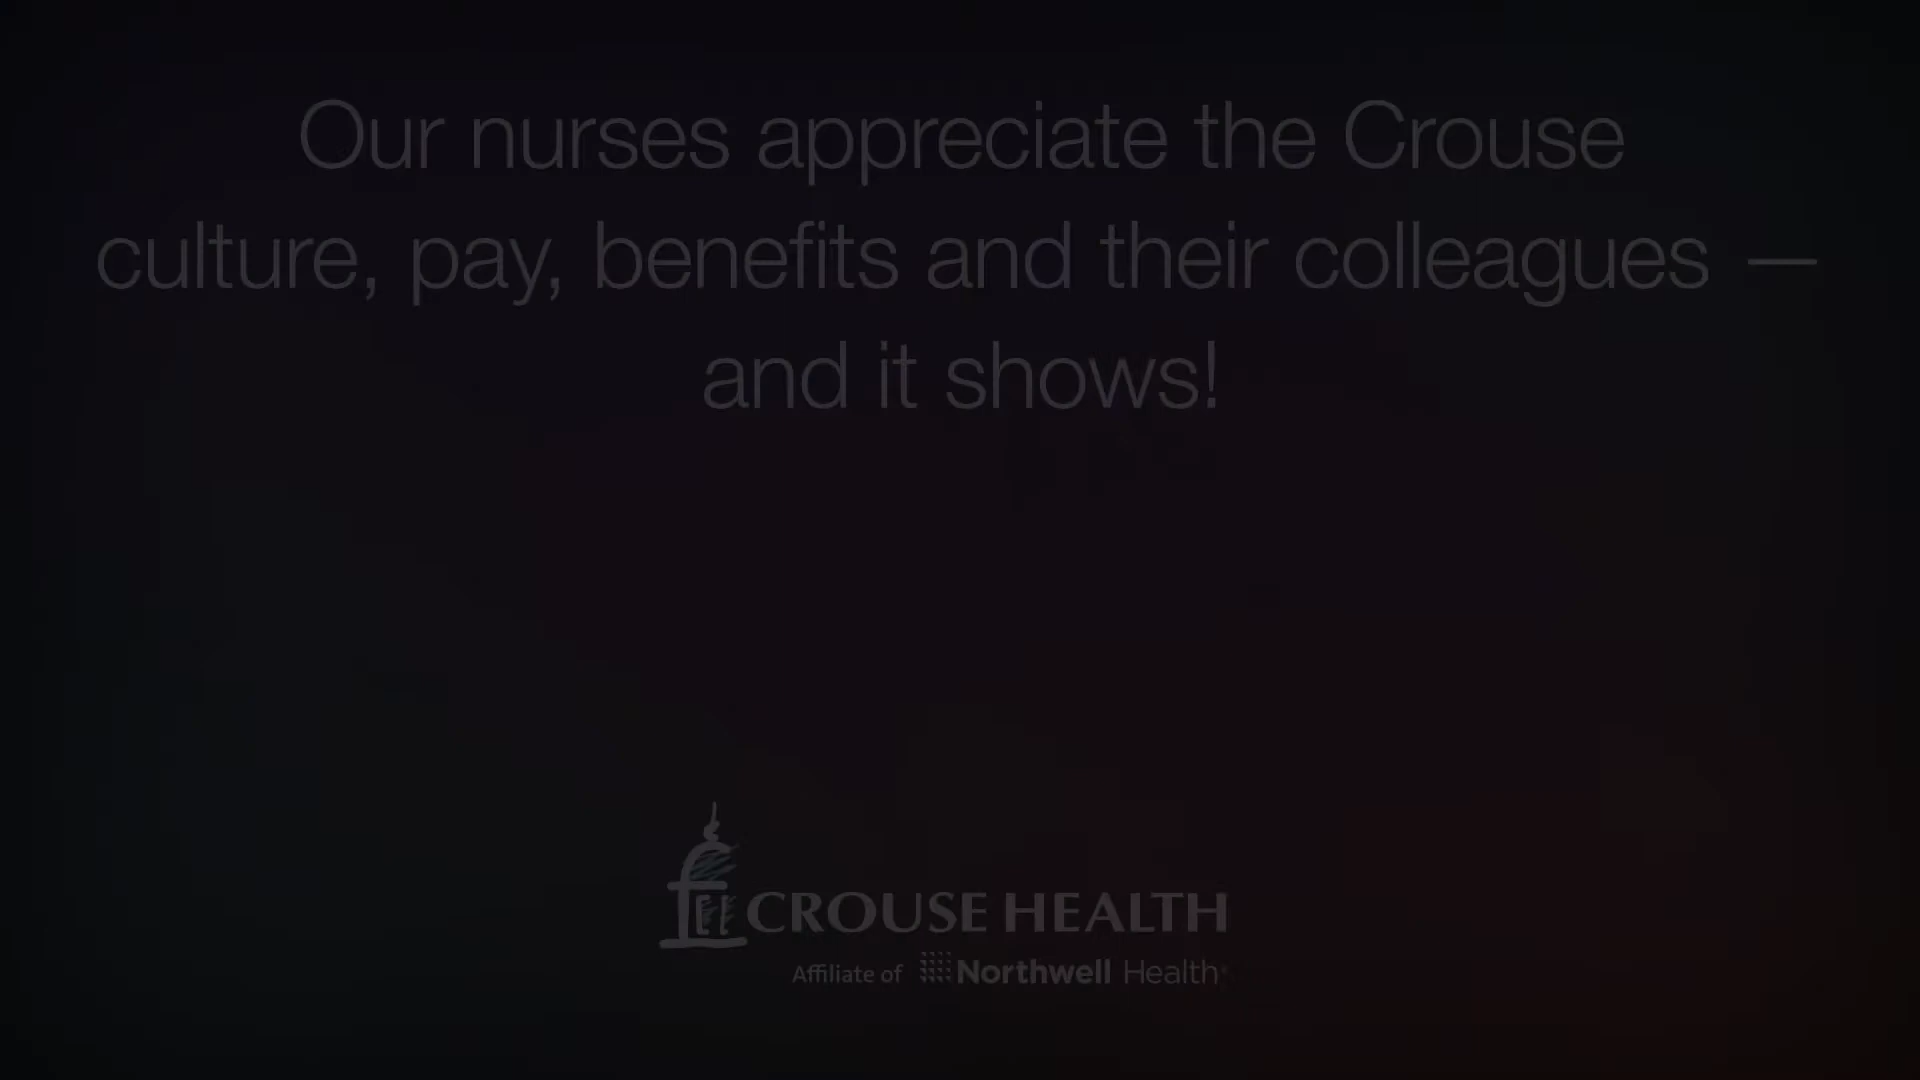 Our nurses appreciate the Crouse
culture, pay, benefits and their colleagues —
and it shows!
CROUSE HEALTH
Affiliate of Northwell Health